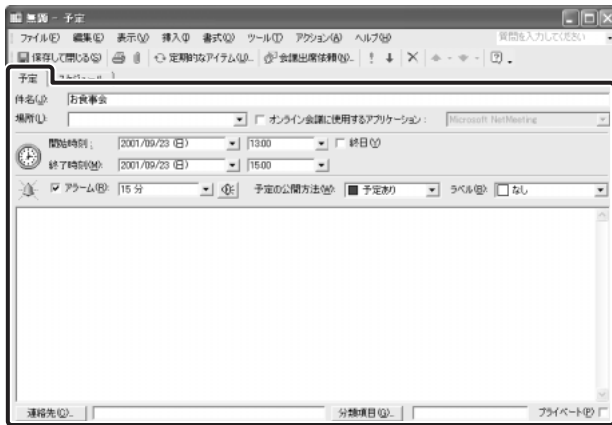 無題 - 予定
ファイル(F) 編集(E) 表示(V) 挿入(I) 書式(O) ツール(T) アクション(A) ヘルプ(H) 質問を入力してください
保存して閉じる(S) 定期的なアイテム(U)... 会議出席依頼(N)... ! ↓ ×
予定 スケジュール
件名(J): お食事会
場所(L): オンライン会議に使用するアプリケーション: Microsoft NetMeeting
開始時刻: 2001/09/23 (日) 13:00 終日(Y)
終了時刻(M): 2001/09/23 (日) 15:00
アラーム(R): 15 分 予定の公開方法(W): 予定あり ラベル(B): なし
連絡先(C)... 分類項目(G)... プライベート(P)